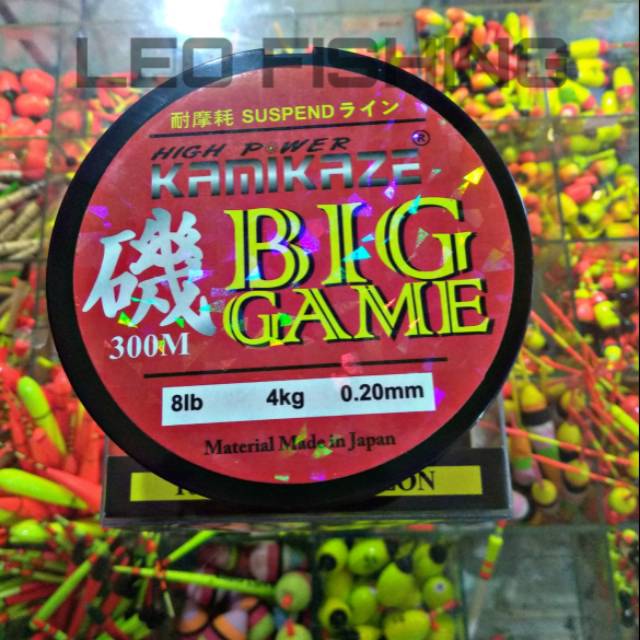 LEO FISHING
耐摩耗 SUSPENDライン
HIGH POWER
KAMIKAZE®
磯 BIG
GAME
300M
8lb 4kg 0.20mm
Material Made in Japan